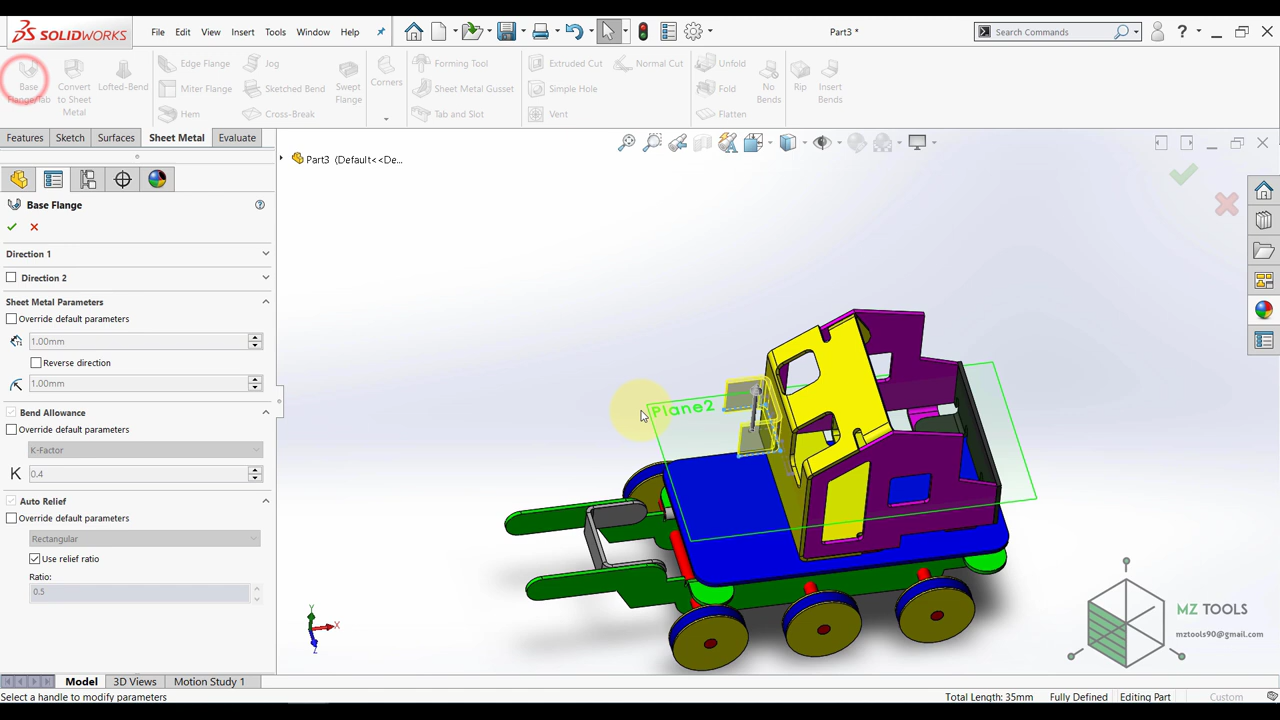 SOLIDWORKS
File Edit View Insert Tools Window Help
Part3 *
Search Commands
Base Flange/Tab
Convert to Sheet Metal
Lofted-Bend
Edge Flange
Miter Flange
Hem
Jog
Sketched Bend
Cross-Break
Swept Flange
Corners
Forming Tool
Sheet Metal Gusset
Tab and Slot
Extruded Cut
Simple Hole
Vent
Normal Cut
Unfold
Fold
Flatten
No Bends
Rip
Insert Bends
Features Sketch Surfaces Sheet Metal Evaluate
Part3 (Default<<De...
Base Flange
Direction 1
Direction 2
Sheet Metal Parameters
Override default parameters
1.00mm
Reverse direction
1.00mm
Bend Allowance
Override default parameters
K-Factor
K 0.4
Auto Relief
Override default parameters
Rectangular
Use relief ratio
Ratio:
0.5
Plane2
Y
X
Z
MZ TOOLS
mztools90@gmail.com
Model 3D Views Motion Study 1
Select a handle to modify parameters
Total Length: 35mm Fully Defined Editing Part Custom